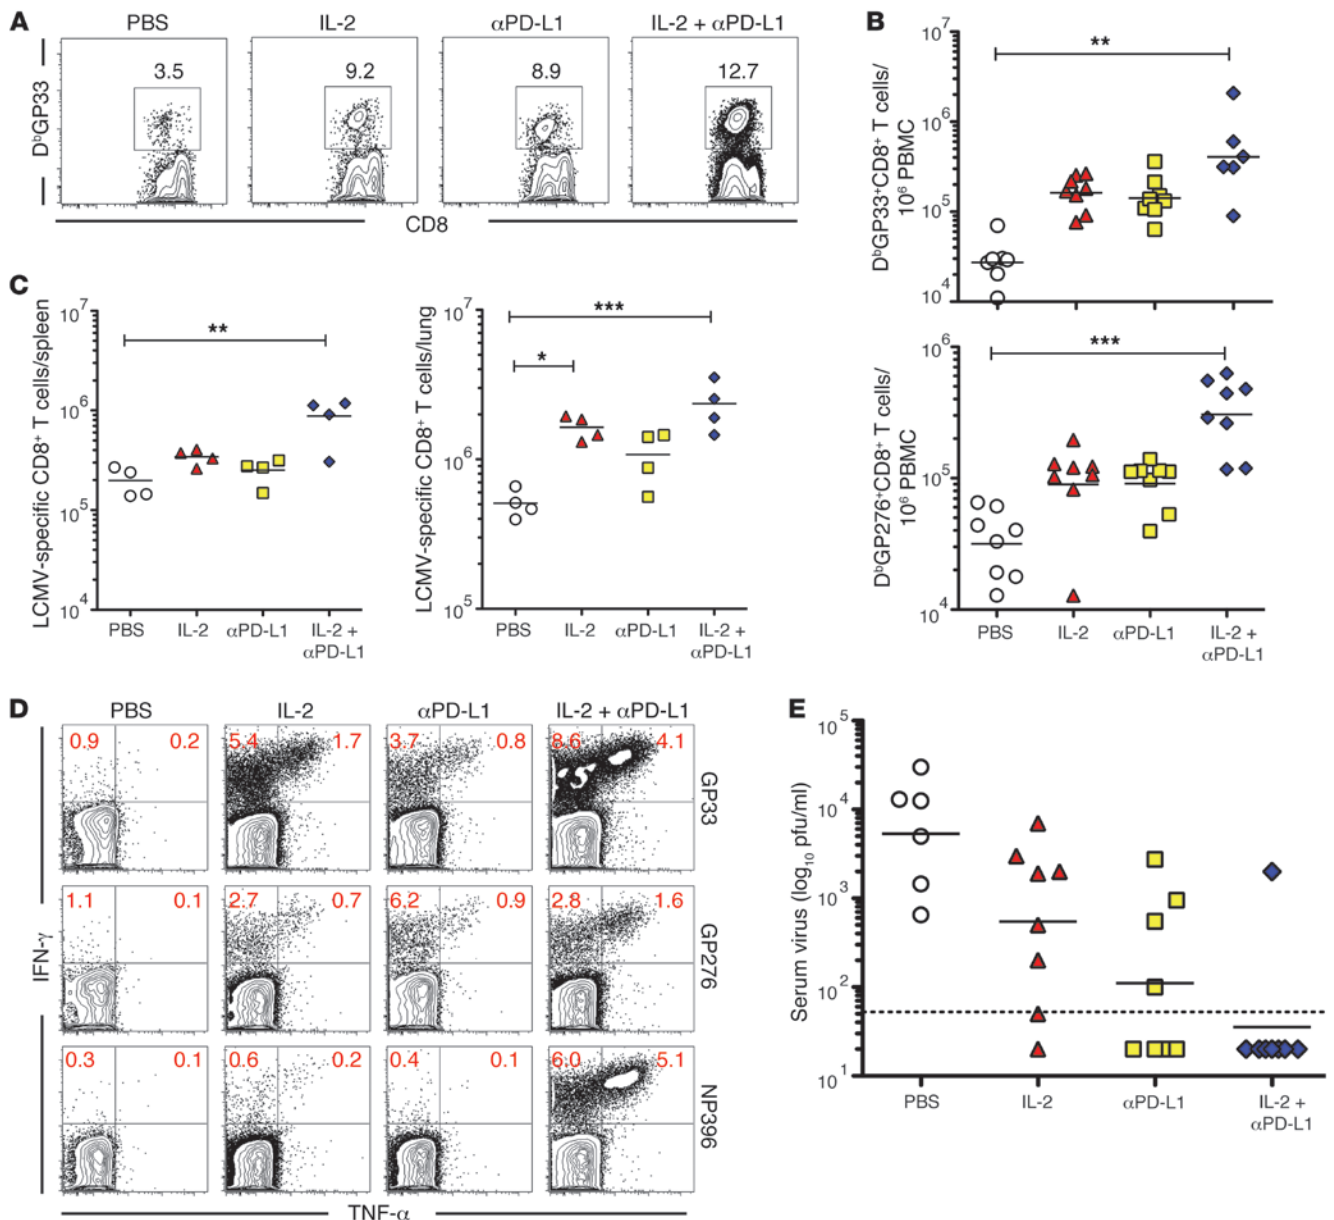 A
PBS
IL-2
αPD-L1
IL-2 + αPD-L1
3.5
9.2
8.9
12.7
DᵇGP33
CD8
B
**
DᵇGP33⁺CD8⁺ T cells/
10⁶ PBMC
10⁷
10⁶
10⁵
10⁴
***
DᵇGP276⁺CD8⁺ T cells/
10⁶ PBMC
10⁶
10⁵
10⁴
PBS
IL-2
αPD-L1
IL-2 +
αPD-L1
C
LCMV-specific CD8⁺ T cells/spleen
10⁷
10⁶
10⁵
10⁴
**
PBS
IL-2
αPD-L1
IL-2 +
αPD-L1
LCMV-specific CD8⁺ T cells/lung
10⁷
10⁶
10⁵
***
*
PBS
IL-2
αPD-L1
IL-2 +
αPD-L1
D
PBS
IL-2
αPD-L1
IL-2 + αPD-L1
0.9
0.2
5.4
1.7
3.7
0.8
8.6
4.1
GP33
1.1
0.1
2.7
0.7
6.2
0.9
2.8
1.6
GP276
0.3
0.1
0.6
0.2
0.4
0.1
6.0
5.1
NP396
IFN-γ
TNF-α
E
Serum virus (log₁₀ pfu/ml)
10⁵
10⁴
10³
10²
10¹
PBS
IL-2
αPD-L1
IL-2 +
αPD-L1